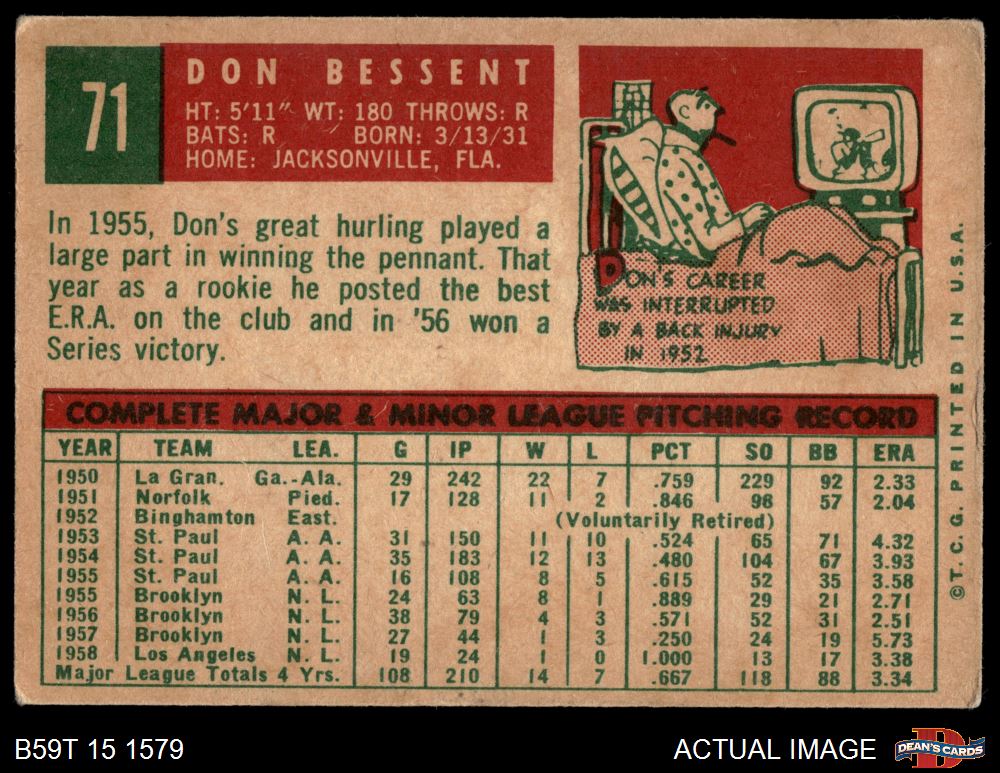 71
DON BESSENT
HT: 5'11" WT: 180 THROWS: R
BATS: R BORN: 3/13/31
HOME: JACKSONVILLE, FLA.
In 1955, Don's great hurling played a
large part in winning the pennant. That
year as a rookie he posted the best
E.R.A. on the club and in '56 won a
Series victory.
DON'S CAREER
WAS INTERRUPTED
BY A BACK INJURY
IN 1952
COMPLETE MAJOR & MINOR LEAGUE PITCHING RECORD
YEAR TEAM LEA. G IP W L PCT SO BB ERA
1950 La Gran. Ga.-Ala. 29 242 22 7 .759 229 92 2.33
1951 Norfolk Pied. 17 128 11 2 .846 98 57 2.04
1952 Binghamton East. (Voluntarily Retired)
1953 St. Paul A. A. 31 150 11 10 .524 65 71 4.32
1954 St. Paul A. A. 35 183 12 13 .480 104 67 3.93
1955 St. Paul A. A. 16 108 8 5 .615 52 35 3.58
1955 Brooklyn N. L. 24 63 8 1 .889 29 21 2.71
1956 Brooklyn N. L. 38 79 4 3 .571 52 31 2.51
1957 Brooklyn N. L. 27 44 1 3 .250 24 19 5.73
1958 Los Angeles N. L. 19 24 1 0 1.000 13 17 3.38
Major League Totals 4 Yrs. 108 210 14 7 .667 118 88 3.34
©T.C.G. PRINTED IN U.S.A.
B59T 15 1579
ACTUAL IMAGE
DEAN'S CARDS